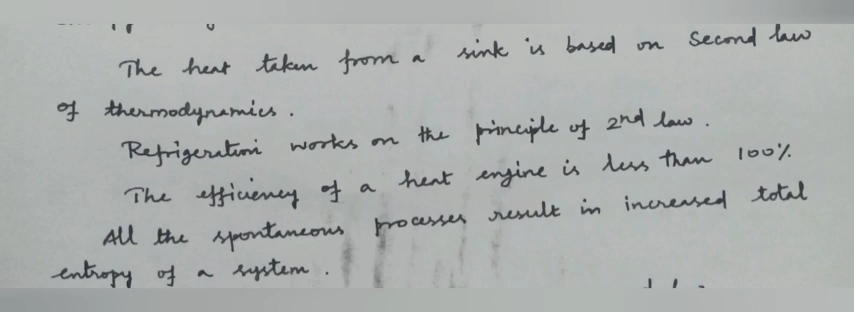 The heat taken from a sink is based on Second law
of thermodynamics.
Refrigeration works on the principle of 2nd law.
The efficiency of a heat engine is less than 100%
All the spontaneous processes result in increased total
entropy of a system.